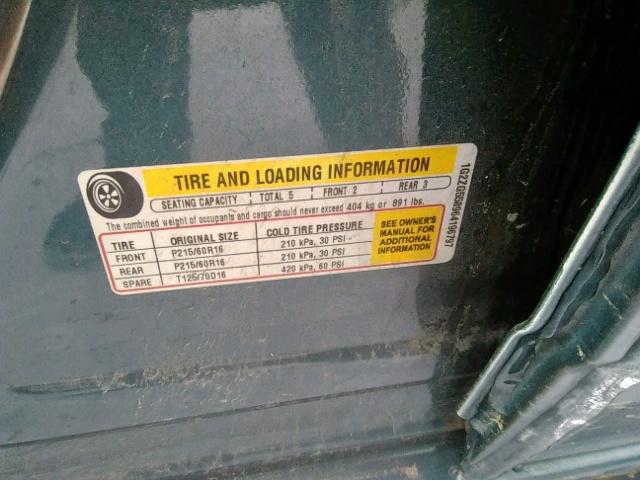 TIRE AND LOADING INFORMATION
SEATING CAPACITY TOTAL 5 FRONT 2 REAR 3
The combined weight of occupants and cargo should never exceed 404 kg or 891 lbs.
TIRE ORIGINAL SIZE COLD TIRE PRESSURE
FRONT P215/60R16 210 kPa, 30 PSI
REAR P215/60R16 210 kPa, 30 PSI
SPARE T125/70D16 420 kPa, 60 PSI
SEE OWNER'S
MANUAL FOR
ADDITIONAL
INFORMATION